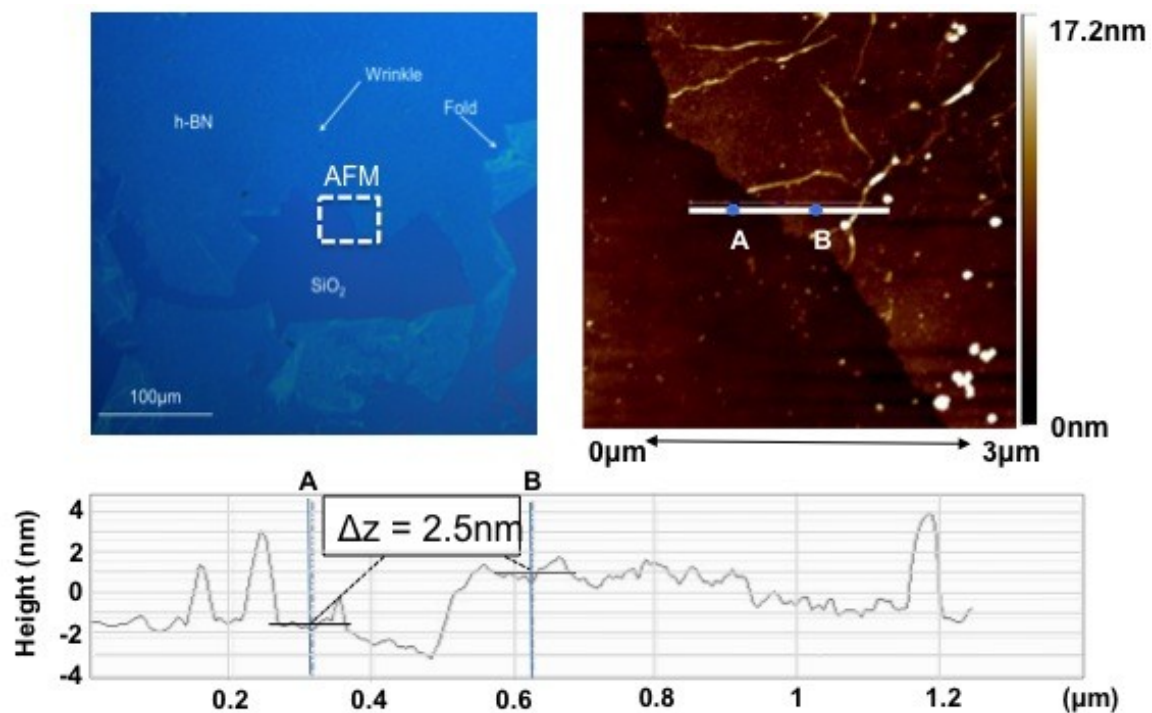 Wrinkle
h-BN
Fold
AFM
SiO₂
100μm
17.2nm
A
B
0nm
0μm
3μm
A
B
Δz = 2.5nm
Height (nm)
4
2
0
-2
-4
0.2
0.4
0.6
0.8
1
1.2
(μm)